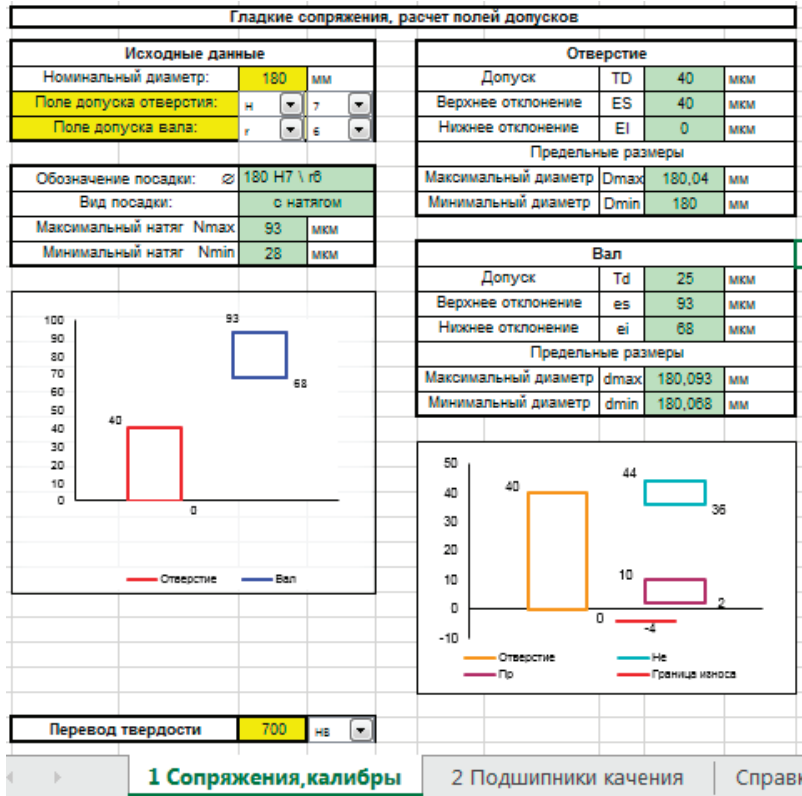 Гладкие сопряжения, расчет полей допусков
Исходные данные
Номинальный диаметр: 180 мм
Поле допуска отверстия: H 7
Поле допуска вала: r 6
Обозначение посадки: ⌀ 180 H7 \ r6
Вид посадки: с натягом
Максимальный натяг Nmax 93 мкм
Минимальный натяг Nmin 28 мкм
100
90
80
70
60
50
40
30
20
10
0
93
68
40
0
Отверстие Вал
Перевод твердости 700 HB
Отверстие
Допуск TD 40 мкм
Верхнее отклонение ES 40 мкм
Нижнее отклонение EI 0 мкм
Предельные размеры
Максимальный диаметр Dmax 180,04 мм
Минимальный диаметр Dmin 180 мм
Вал
Допуск Td 25 мкм
Верхнее отклонение es 93 мкм
Нижнее отклонение ei 68 мкм
Предельные размеры
Максимальный диаметр dmax 180,093 мм
Минимальный диаметр dmin 180,068 мм
50
40
30
20
10
0
-10
40
44
36
10
2
0
-4
Отверстие Не
Пр Граница износа
1 Сопряжения,калибры 2 Подшипники качения Справк